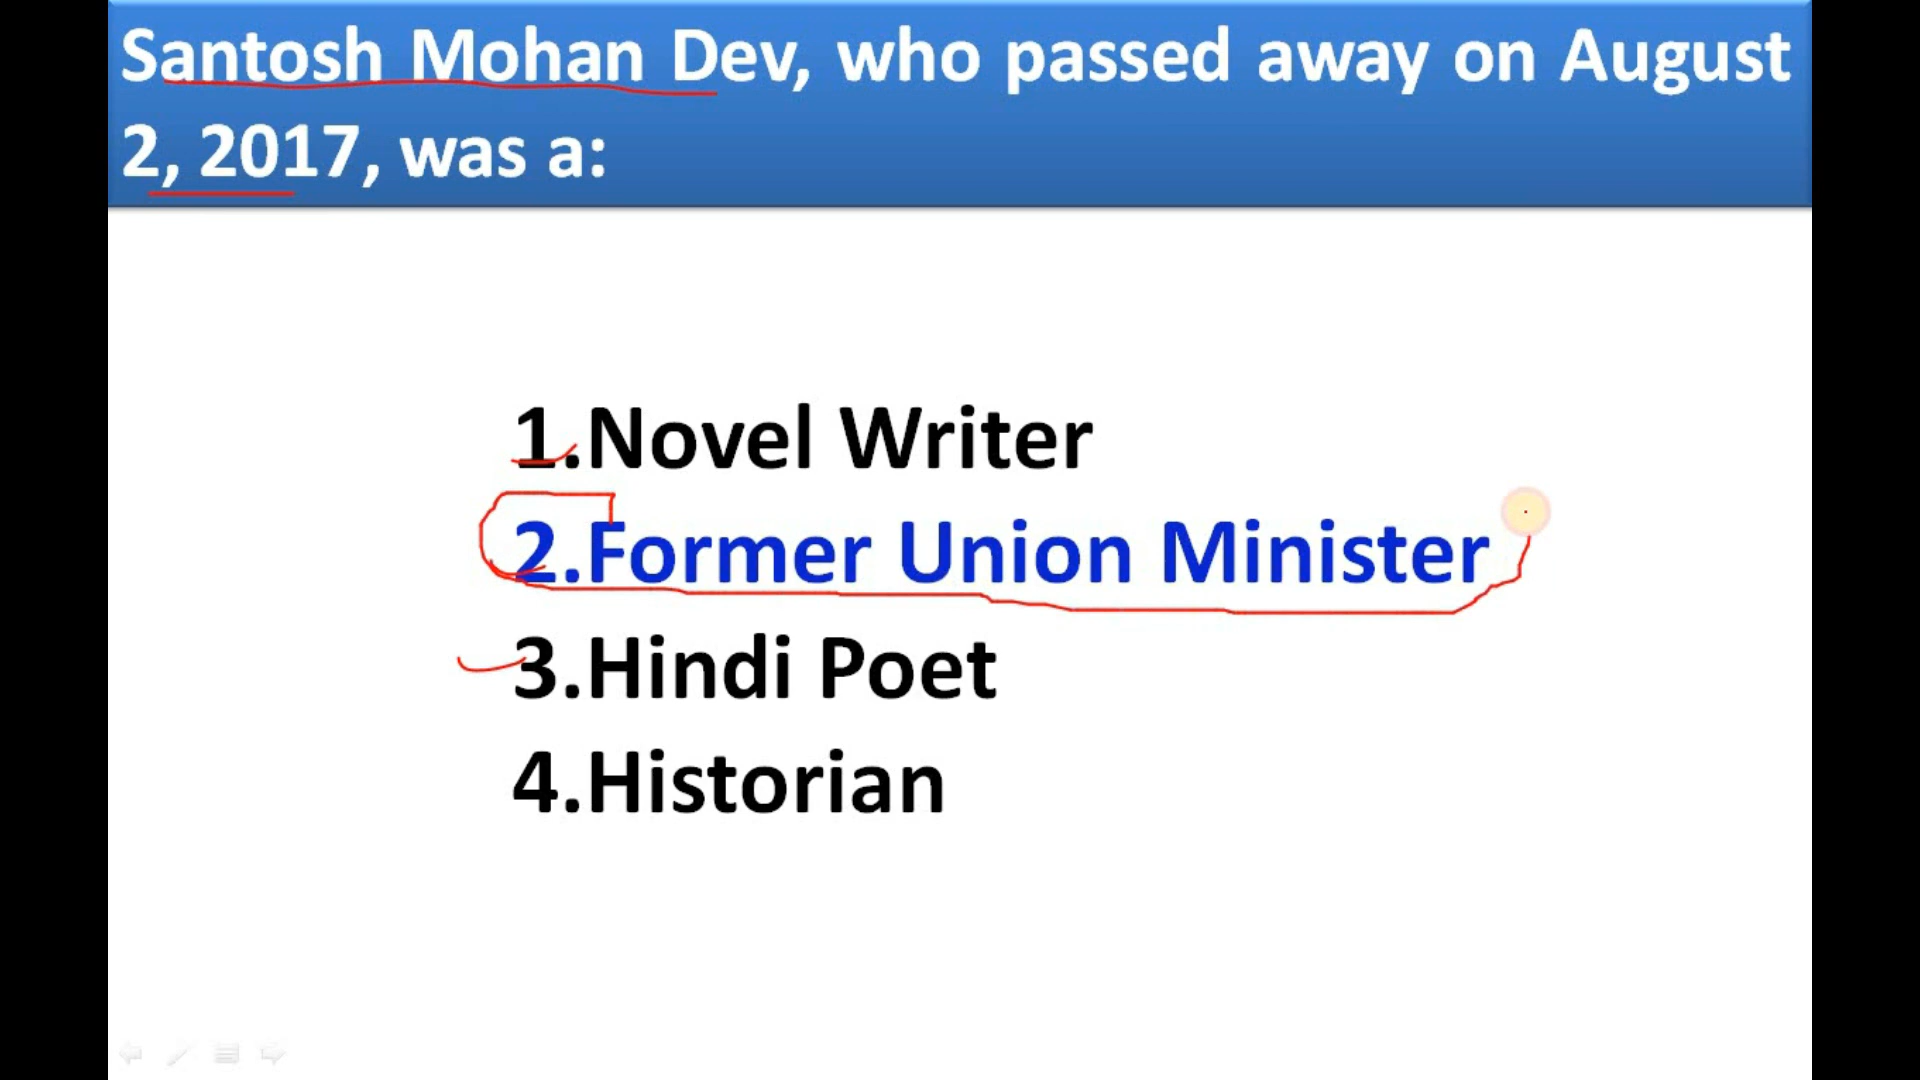 Santosh Mohan Dev, who passed away on August
2, 2017, was a:
1.Novel Writer
2.Former Union Minister
3.Hindi Poet
4.Historian